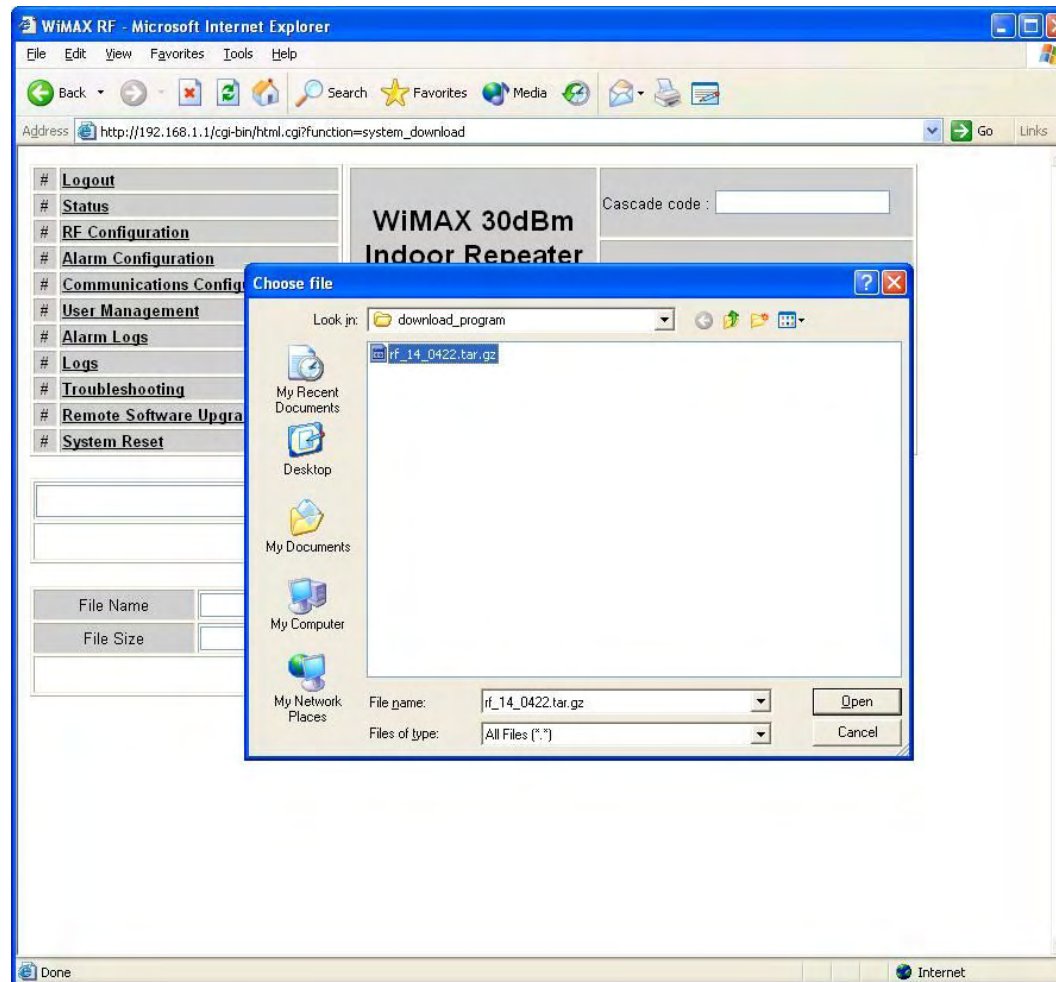 WiMAX RF - Microsoft Internet Explorer
File Edit View Favorites Tools Help
Back Search Favorites Media
Address http://192.168.1.1/cgi-bin/html.cgi?function=system_download Go Links
# Logout
# Status
# RF Configuration
# Alarm Configuration
# Communications Config
# User Management
# Alarm Logs
# Logs
# Troubleshooting
# Remote Software Upgra
# System Reset
WiMAX 30dBm
Indoor Repeater
Cascade code :
File Name
File Size
Choose file
Look in: download_program
rf_14_0422.tar.gz
My Recent
Documents
Desktop
My Documents
My Computer
My Network
Places
File name: rf_14_0422.tar.gz Open
Files of type: All Files (*.*) Cancel
Done Internet